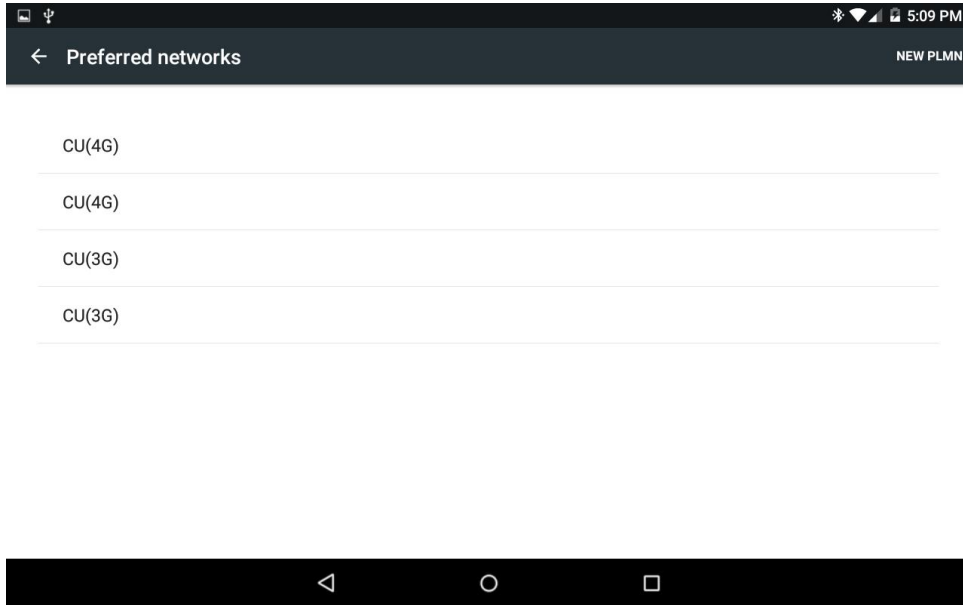 5:09 PM
Preferred networks
NEW PLMN
CU(4G)
CU(4G)
CU(3G)
CU(3G)